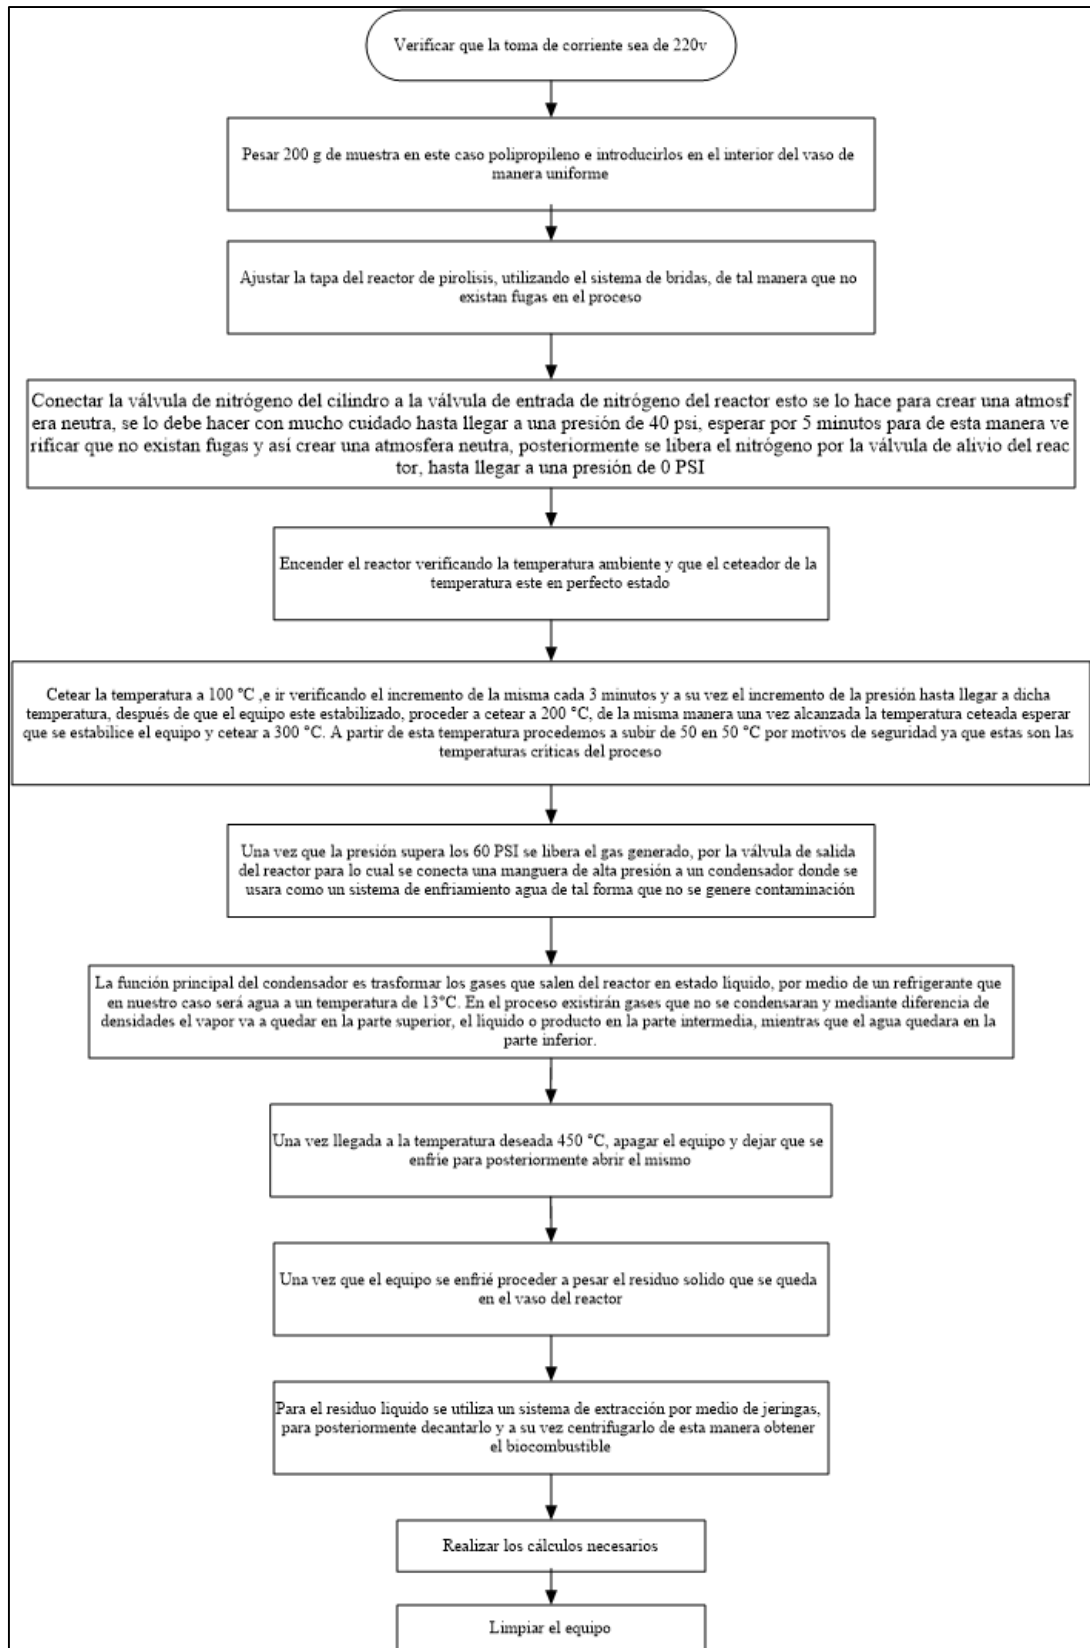 Verificar que la toma de corriente sea de 220v
Pesar 200 g de muestra en este caso polipropileno e introducirlos en el interior del vaso de
manera uniforme
Ajustar la tapa del reactor de pirolisis, utilizando el sistema de bridas, de tal manera que no
existan fugas en el proceso
Conectar la válvula de nitrógeno del cilindro a la válvula de entrada de nitrógeno del reactor esto se lo hace para crear una atmosf
era neutra, se lo debe hacer con mucho cuidado hasta llegar a una presión de 40 psi, esperar por 5 minutos para de esta manera ve
rificar que no existan fugas y así crear una atmosfera neutra, posteriormente se libera el nitrógeno por la válvula de alivio del reac
tor, hasta llegar a una presión de 0 PSI
Encender el reactor verificando la temperatura ambiente y que el ceteador de la
temperatura este en perfecto estado
Cetear la temperatura a 100 °C ,e ir verificando el incremento de la misma cada 3 minutos y a su vez el incremento de la presión hasta llegar a dicha
temperatura, después de que el equipo este estabilizado, proceder a cetear a 200 °C, de la misma manera una vez alcanzada la temperatura ceteada esperar
que se estabilice el equipo y cetear a 300 °C. A partir de esta temperatura procedemos a subir de 50 en 50 °C por motivos de seguridad ya que estas son las
temperaturas críticas del proceso
Una vez que la presión supera los 60 PSI se libera el gas generado, por la válvula de salida
del reactor para lo cual se conecta una manguera de alta presión a un condensador donde se
usara como un sistema de enfriamiento agua de tal forma que no se genere contaminación
La función principal del condensador es trasformar los gases que salen del reactor en estado líquido, por medio de un refrigerante que
en nuestro caso será agua a un temperatura de 13°C. En el proceso existirán gases que no se condensaran y mediante diferencia de
densidades el vapor va a quedar en la parte superior, el líquido o producto en la parte intermedia, mientras que el agua quedara en la
parte inferior.
Una vez llegada a la temperatura deseada 450 °C, apagar el equipo y dejar que se
enfríe para posteriormente abrir el mismo
Una vez que el equipo se enfrié proceder a pesar el residuo solido que se queda
en el vaso del reactor
Para el residuo liquido se utiliza un sistema de extracción por medio de jeringas,
para posteriormente decantarlo y a su vez centrifugarlo de esta manera obtener
el biocombustible
Realizar los cálculos necesarios
Limpiar el equipo